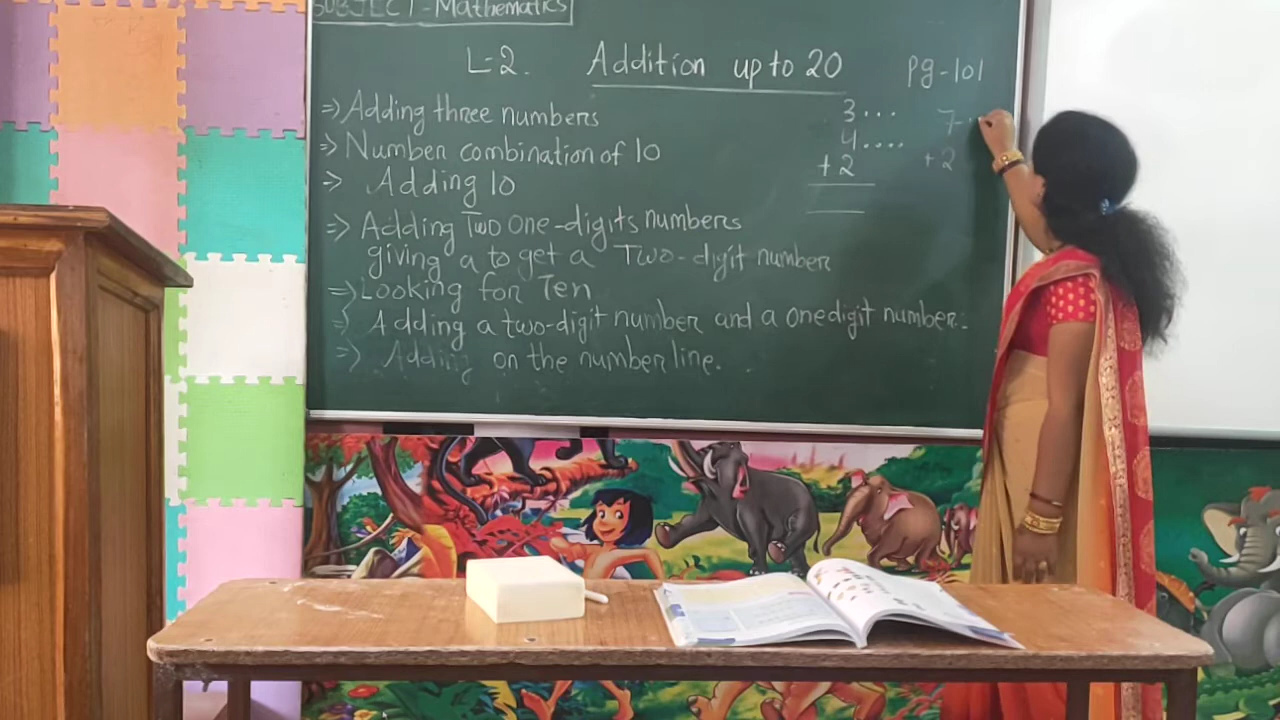 SUBJECT - Mathematics
L-2. Addition up to 20 Pg-101
=> Adding three numbers
=> Number combination of 10
=> Adding 10
=> Adding Two One-digits numbers
giving a to get a Two-digit number
=> Looking for Ten
=> Adding a two-digit number and a one digit number.
=> Adding on the number line.
3...
4....
+2
7..
+2